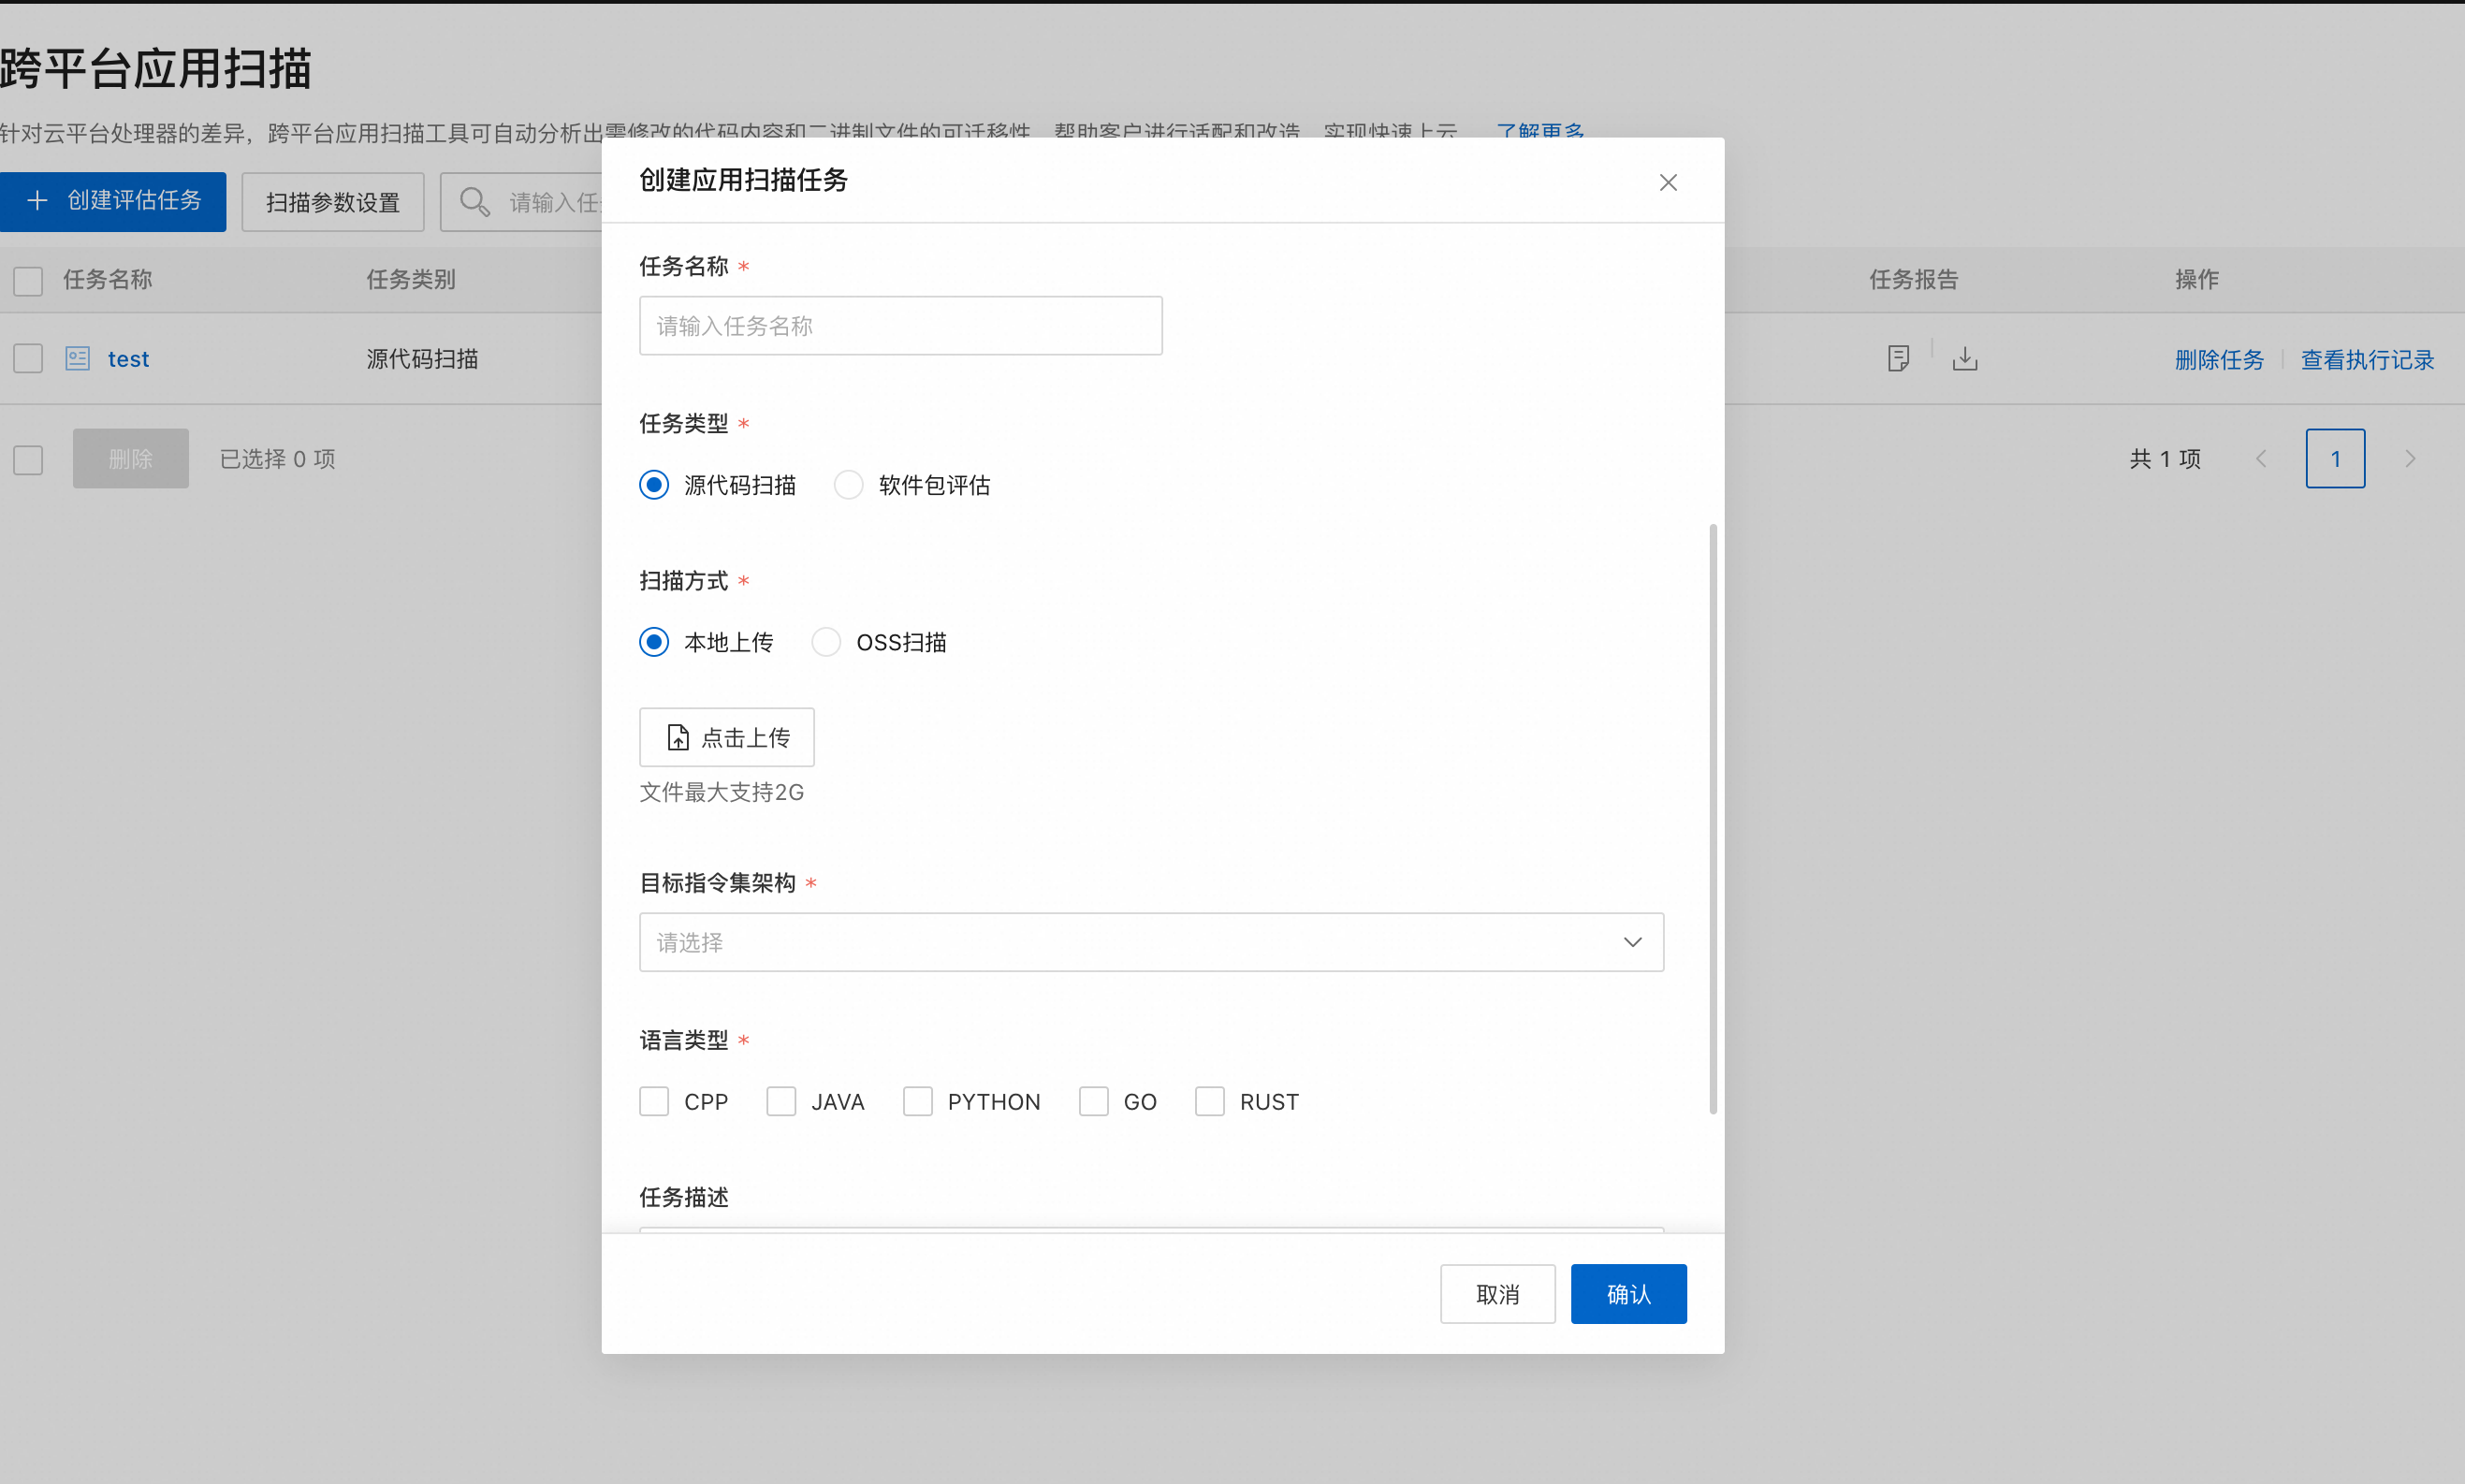 跨平台应用扫描
针对云平台处理器的差异，跨平台应用扫描工具可自动分析出需修改的代码内容和二进制文件的可迁移性，帮助客户进行适配和改造，实现快速上云。 了解更多
创建评估任务 扫描参数设置 请输入任
任务名称 任务类别 任务报告 操作
test 源代码扫描 删除任务 查看执行记录
删除 已选择 0 项 共 1 项 1
创建应用扫描任务
任务名称 *
请输入任务名称
任务类型 *
源代码扫描 软件包评估
扫描方式 *
本地上传 OSS扫描
点击上传
文件最大支持2G
目标指令集架构 *
请选择
语言类型 *
CPP JAVA PYTHON GO RUST
任务描述
取消 确认